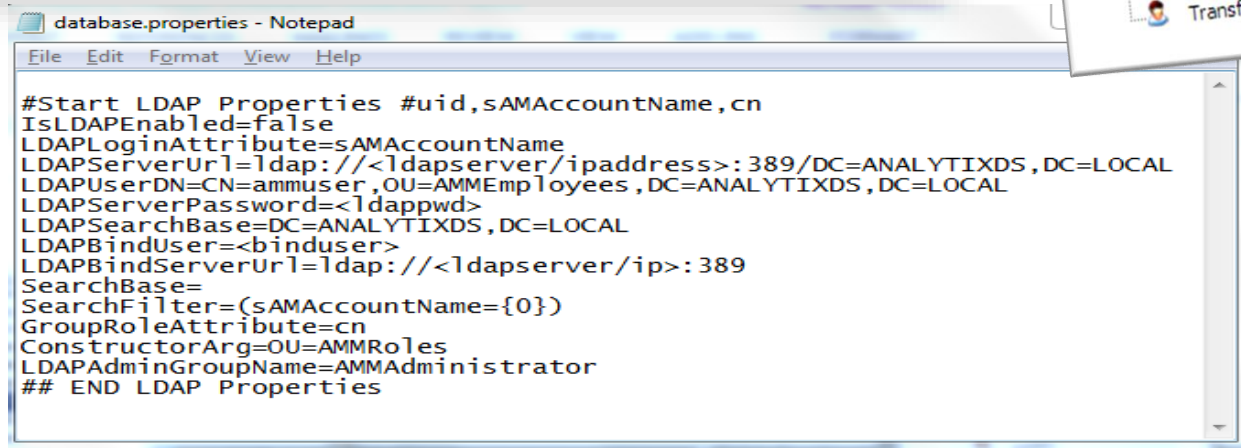 database.properties - Notepad
Transf
File Edit Format View Help
#Start LDAP Properties #uid,sAMAccountName,cn
IsLDAPEnabled=false
LDAPLoginAttribute=sAMAccountName
LDAPServerUrl=ldap://<ldapserver/ipaddress>:389/DC=ANALYTIXDS,DC=LOCAL
LDAPUserDN=CN=ammuser,OU=AMMEmployees,DC=ANALYTIXDS,DC=LOCAL
LDAPServerPassword=<ldappwd>
LDAPSearchBase=DC=ANALYTIXDS,DC=LOCAL
LDAPBindUser=<binduser>
LDAPBindServerUrl=ldap://<ldapserver/ip>:389
SearchBase=
SearchFilter=(sAMAccountName={0})
GroupRoleAttribute=cn
ConstructorArg=OU=AMMRoles
LDAPAdminGroupName=AMMAdministrator
## END LDAP Properties